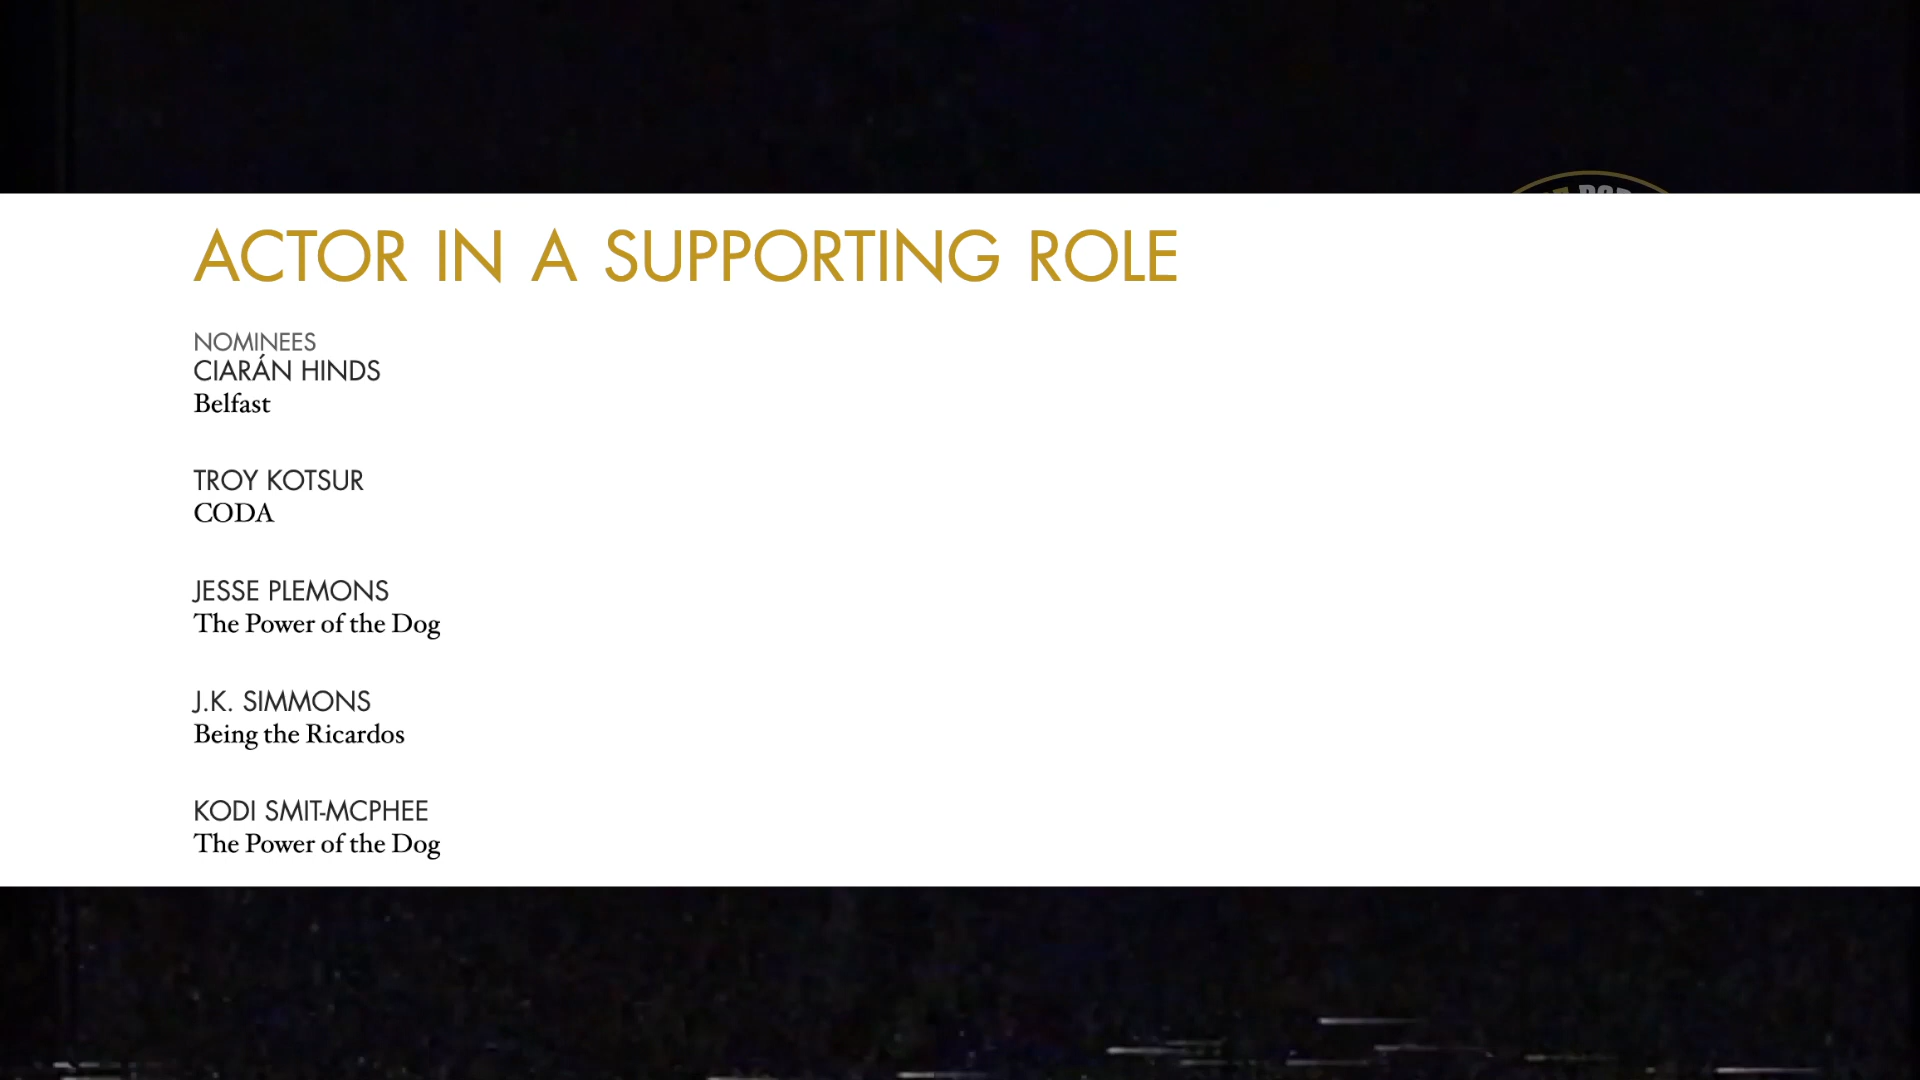 ACTOR IN A SUPPORTING ROLE
NOMINEES
CIARÁN HINDS
Belfast
TROY KOTSUR
CODA
JESSE PLEMONS
The Power of the Dog
J.K. SIMMONS
Being the Ricardos
KODI SMIT-MCPHEE
The Power of the Dog